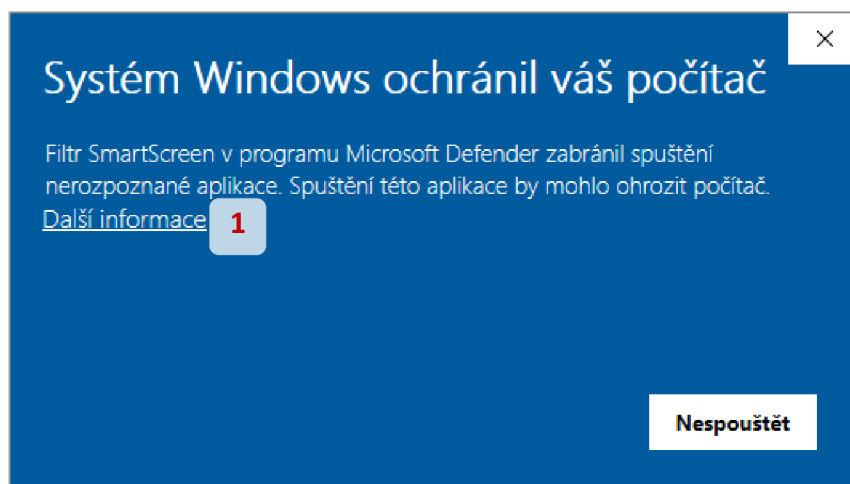 Systém Windows ochránil váš počítač
Filtr SmartScreen v programu Microsoft Defender zabránil spuštění
nerozpoznané aplikace. Spuštění této aplikace by mohlo ohrozit počítač.
Další informace 1
Nespouštět